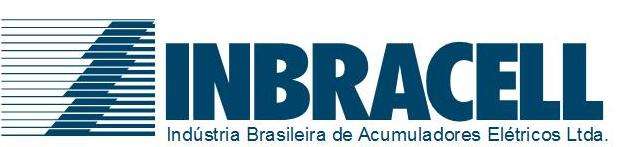 INBRACELL
Indústria Brasileira de Acumuladores Elétricos Ltda.